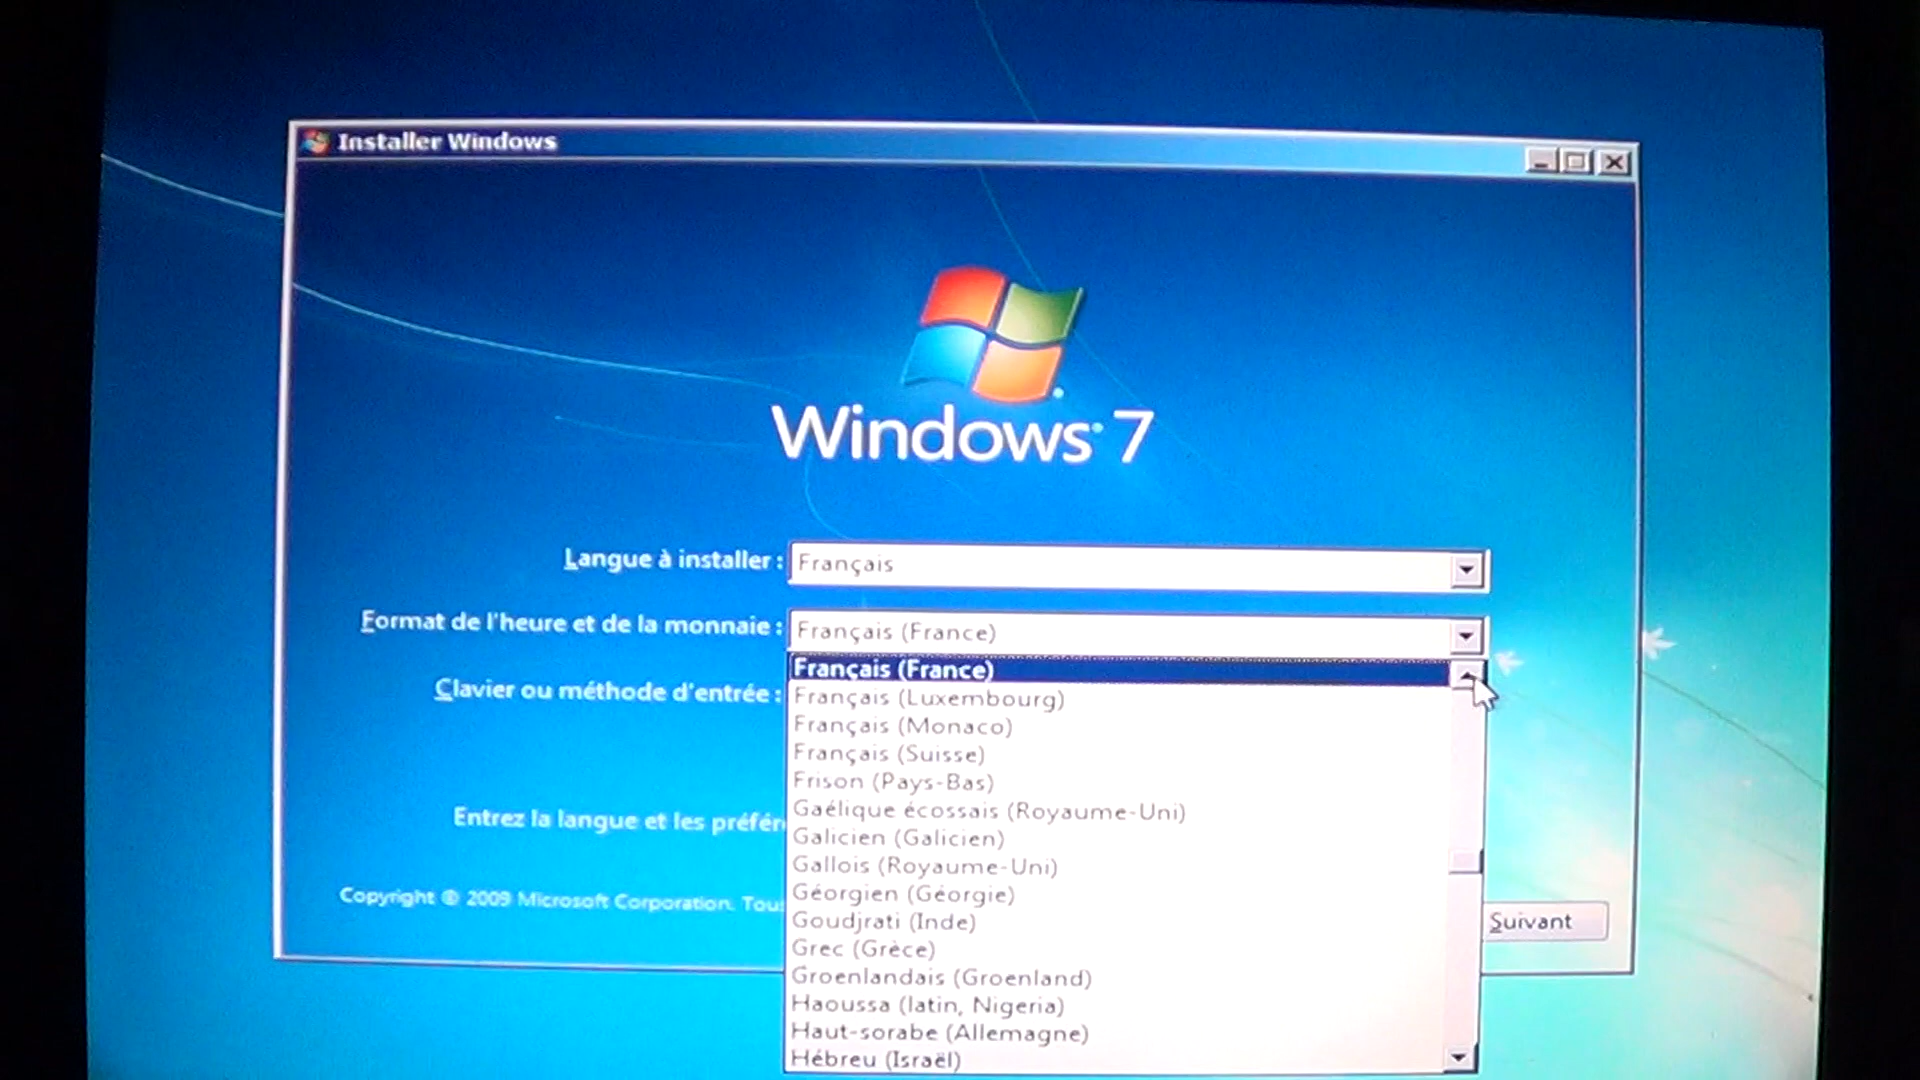 Installer Windows
Windows 7
Langue à installer : Français
Format de l'heure et de la monnaie : Français (France)
Clavier ou méthode d'entrée :
Français (France)
Français (Luxembourg)
Français (Monaco)
Français (Suisse)
Frison (Pays-Bas)
Gaélique écossais (Royaume-Uni)
Galicien (Galicien)
Gallois (Royaume-Uni)
Géorgien (Géorgie)
Goudjrati (Inde)
Grec (Grèce)
Groenlandais (Groenland)
Haoussa (latin, Nigeria)
Haut-sorabe (Allemagne)
Hébreu (Israël)
Entrez la langue et les préfér
Copyright © 2009 Microsoft Corporation. Tous
Suivant